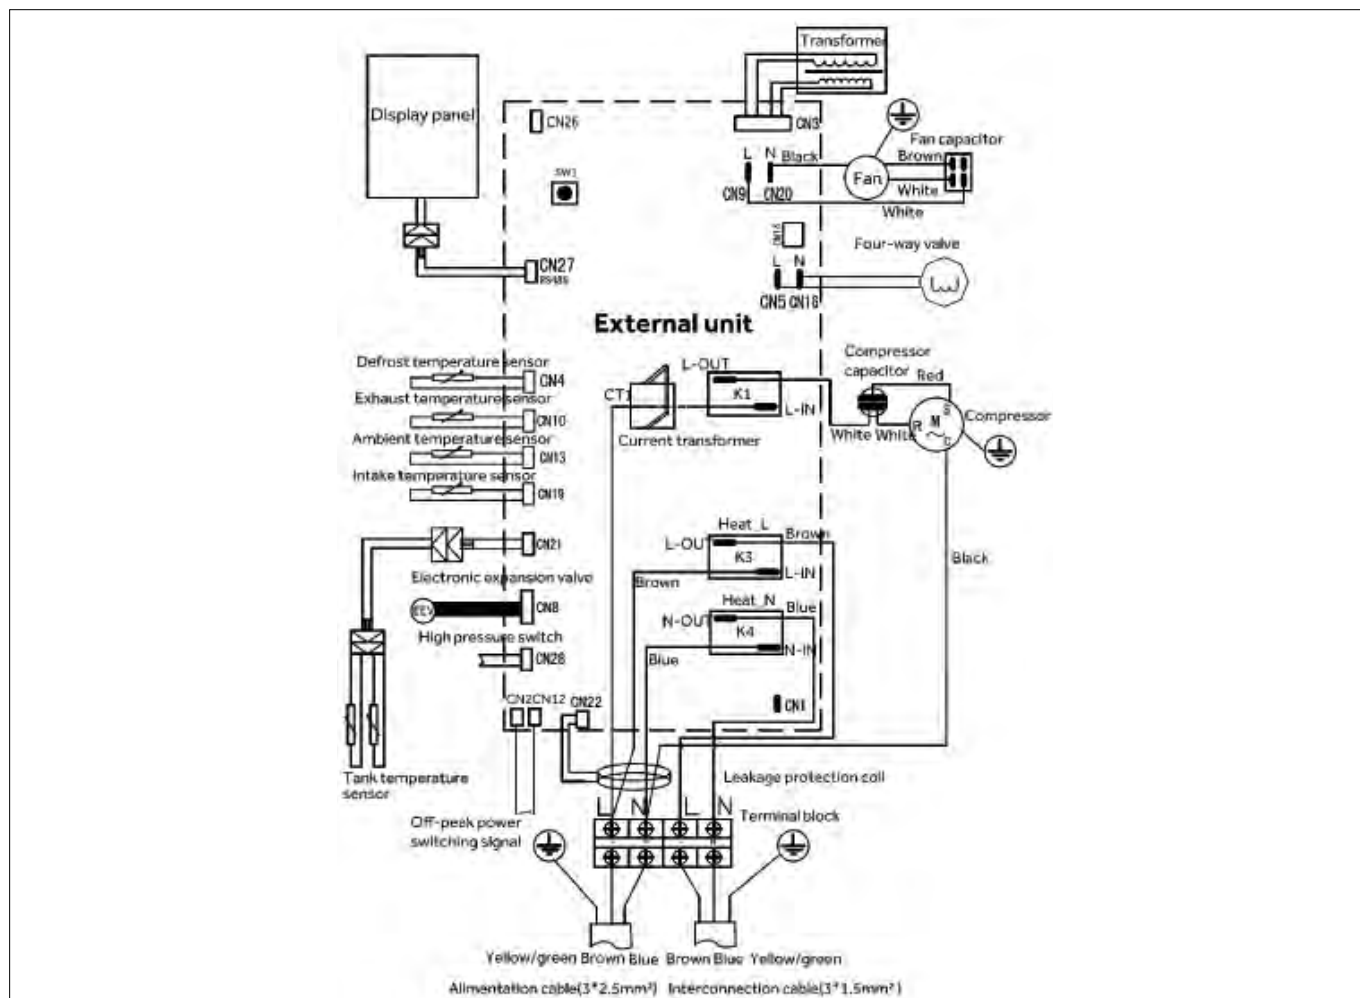 Transformer
Display panel
CN26
CN3
Fan capacitor
L N Black
Brown
Fan
SW1
White
CN9 CN20
White
Four-way valve
CN27
RS485
L N
CN5 CN16
External unit
L-OUT
Compressor
capacitor
Red
Defrost temperature sensor
CN4
CT1
K1
L-IN
Exhaust temperature sensor
CN10
S
R M
C
Compressor
White White
Current transformer
Ambient temperature sensor
CN13
Intake temperature sensor
CN19
Heat_L
Brown
L-OUT
K3
L-IN
CN21
Black
Brown
Electronic expansion valve
EEV
CN8
Heat_N
Blue
N-OUT
K4
N-IN
High pressure switch
CN28
Blue
CN2 CN12 CN22
CN1
Tank temperature
sensor
Leakage protection coil
L N L N
Terminal block
Off-peak power
switching signal
Yellow/green Brown Blue Brown Blue Yellow/green
Alimentation cable(3*2.5mm²) Interconnection cable(3*1.5mm²)